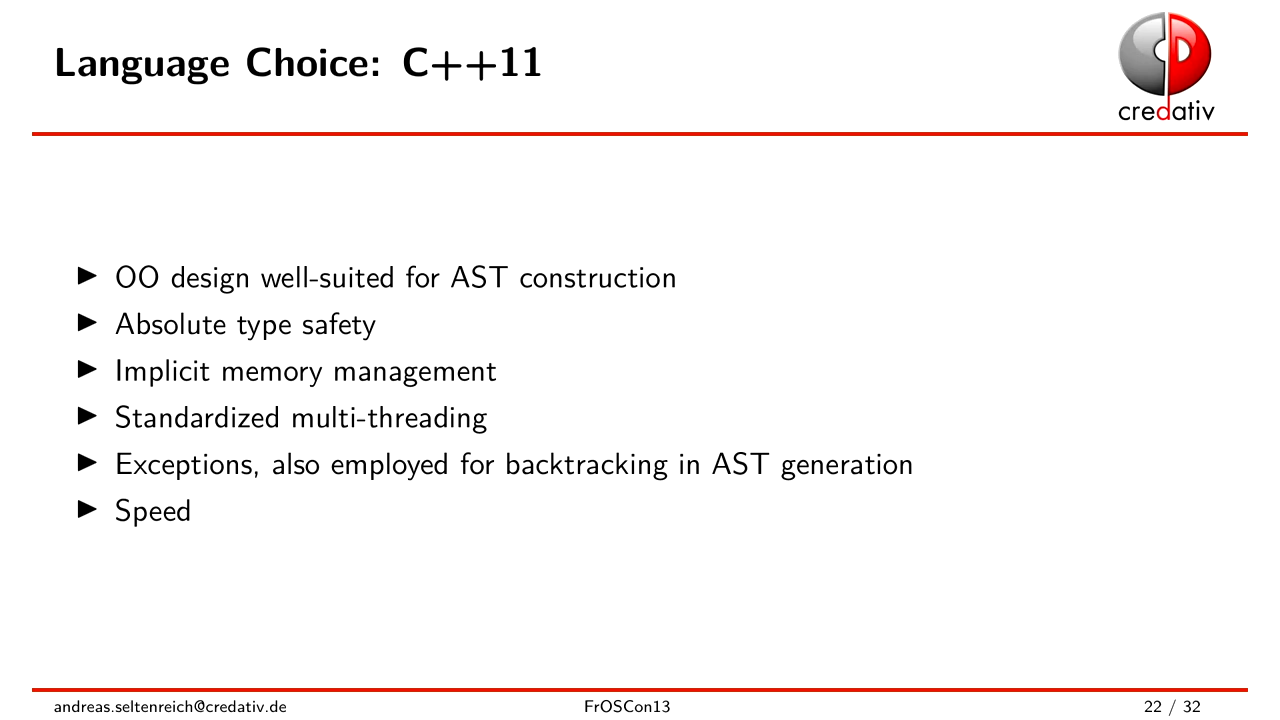 Language Choice: C++11
credativ
▶ OO design well-suited for AST construction
▶ Absolute type safety
▶ Implicit memory management
▶ Standardized multi-threading
▶ Exceptions, also employed for backtracking in AST generation
▶ Speed
andreas.seltenreich@credativ.de FrOSCon13 22 / 32